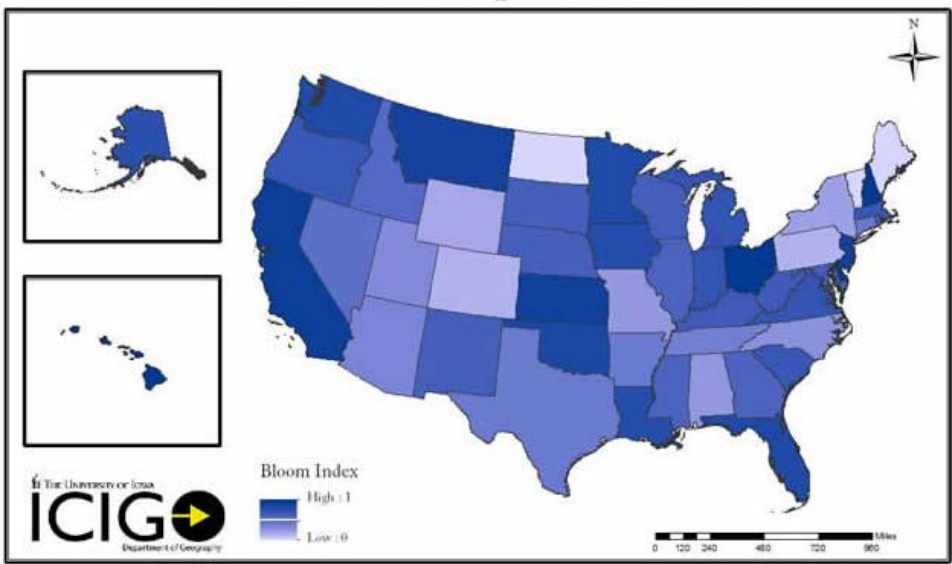 N
Bloom Index
High : 1
Low : 0
THE UNIVERSITY OF IOWA
ICIGO
Department of Geography
0 120 240 480 720 960 Miles